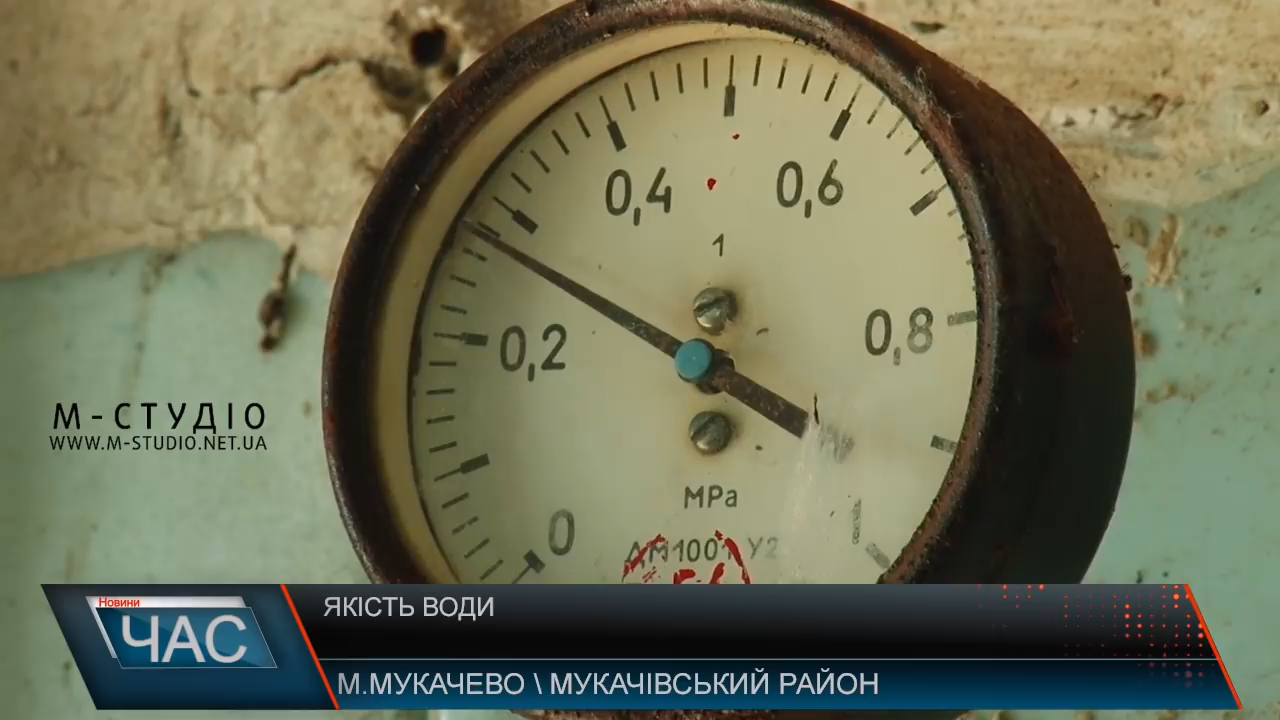 0,4
0,6
1
0,2
0,8
М-СТУДІО
WWW.M-STUDIO.NET.UA
MPa
0
ДМ1001 У2
Новини
ЧАС
ЯКІСТЬ ВОДИ
М.МУКАЧЕВО \ МУКАЧІВСЬКИЙ РАЙОН